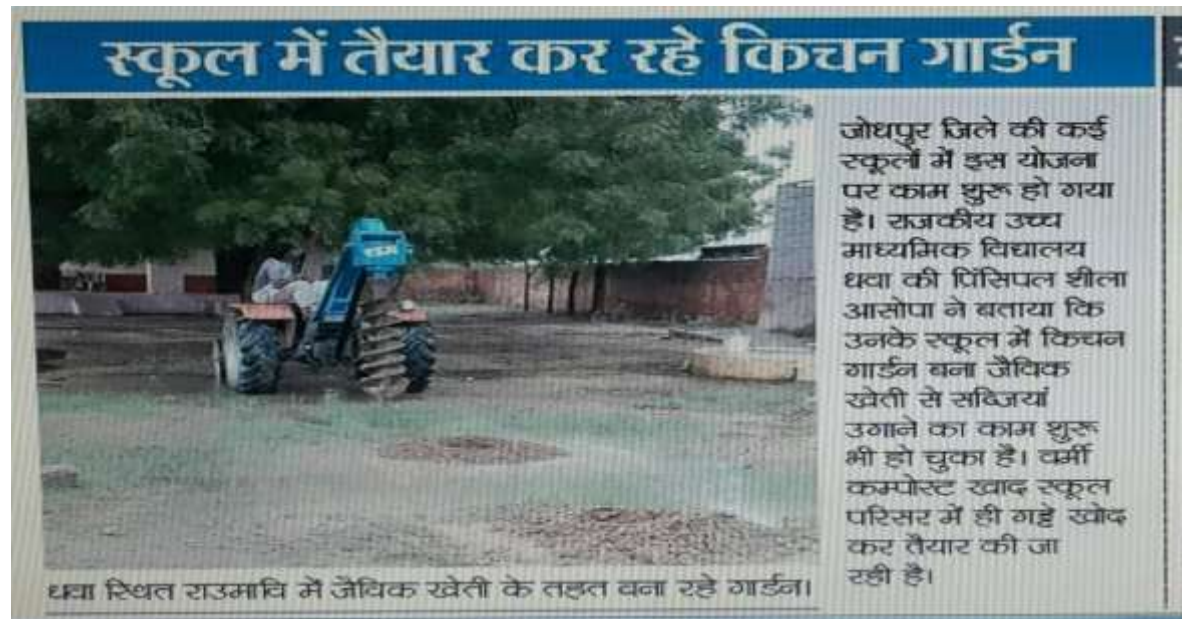 स्कूल में तैयार कर रहे किचन गार्डन
जोधपुर जिले की कई
स्कूलों में इस योजना
पर काम शुरू हो गया
है। राजकीय उच्च
माध्यमिक विद्यालय
धवा की प्रिंसिपल शीला
आसोपा ने बताया कि
उनके स्कूल में किचन
गार्डन बना जैविक
खेती से सब्जियां
उगाने का काम शुरू
भी हो चुका है। वर्मी
कम्पोस्ट खाद स्कूल
परिसर में ही गड्ढे खोद
कर तैयार की जा
रही है।
धवा स्थित राउमावि में जैविक खेती के तहत बना रहे गार्डन।